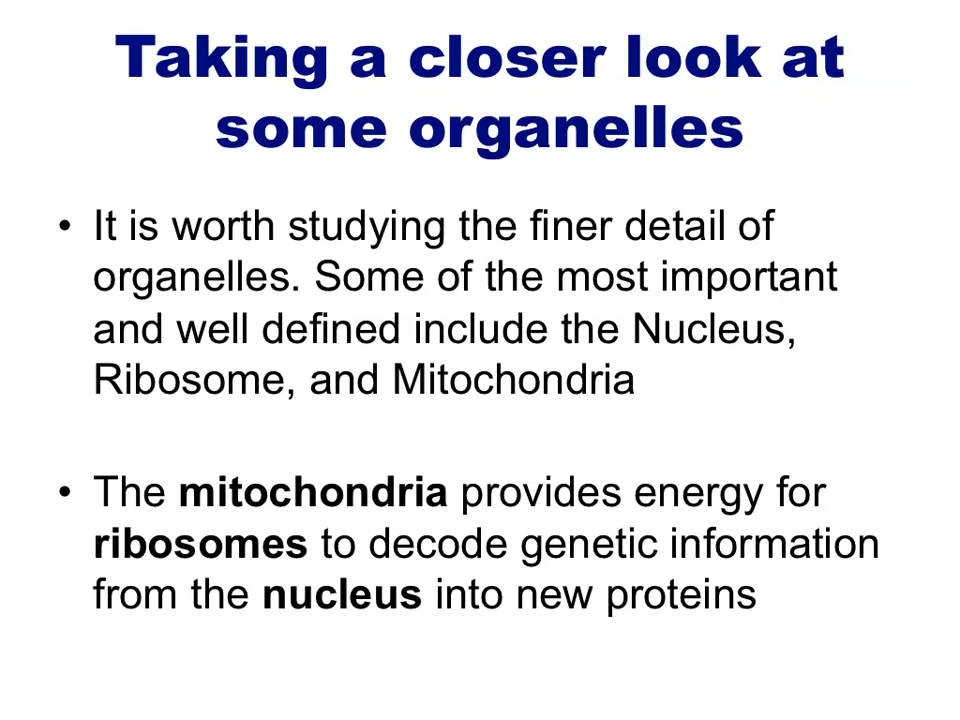 Taking a closer look at
some organelles
• It is worth studying the finer detail of
organelles. Some of the most important
and well defined include the Nucleus,
Ribosome, and Mitochondria
• The mitochondria provides energy for
ribosomes to decode genetic information
from the nucleus into new proteins